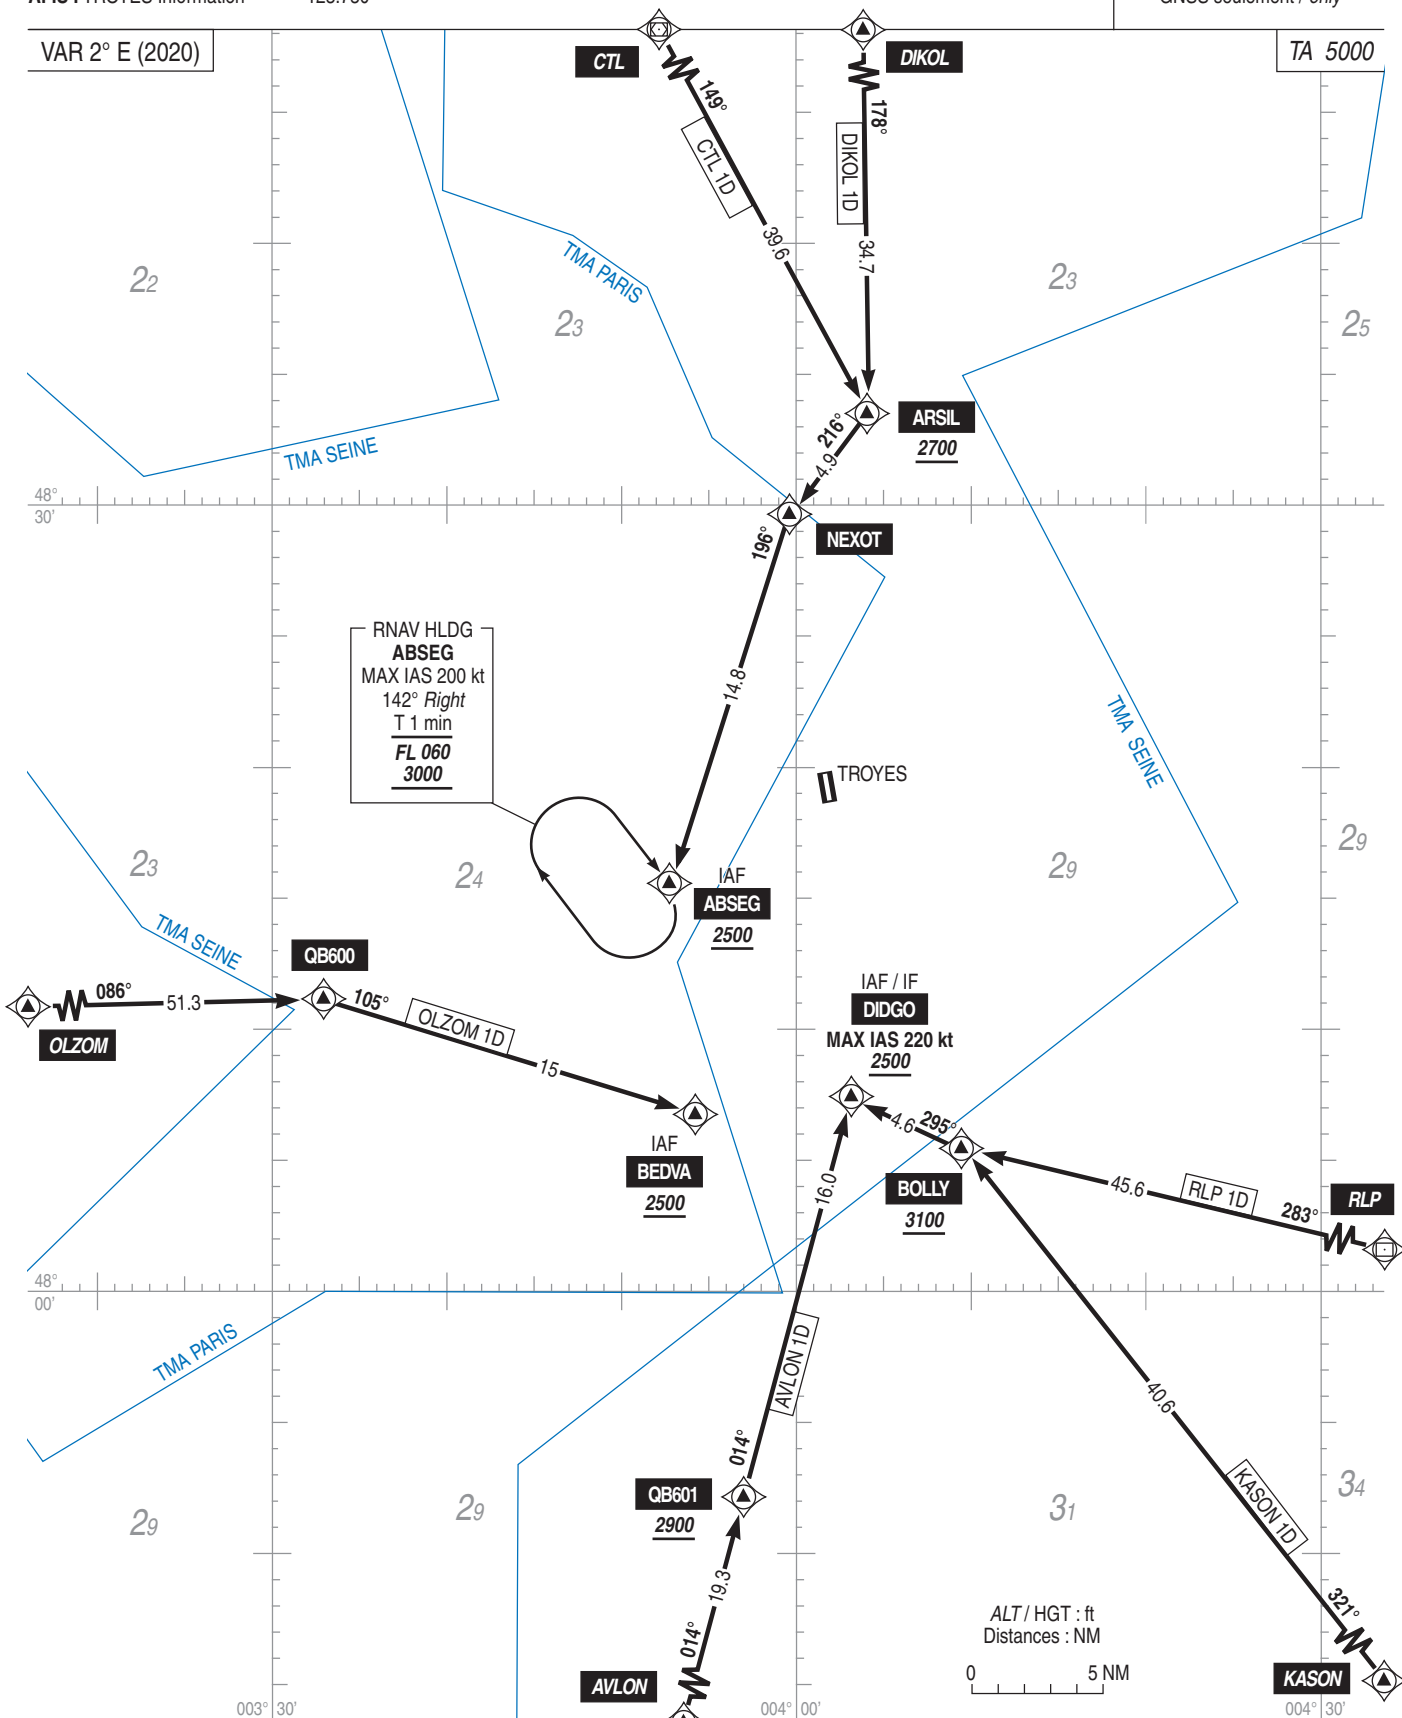 VAR 2° E (2020)
TA 5000
CTL
DIKOL
149°
178°
CTL 1D
DIKOL 1D
39.6
34.7
TMA PARIS
22
23
23
25
ARSIL
2700
216°
4.9
TMA SEINE
48°
30'
NEXOT
196°
RNAV HLDG
ABSEG
MAX IAS 200 kt
142° Right
T 1 min
FL 060
3000
14.8
TMA SEINE
TROYES
23
24
29
29
IAF
ABSEG
2500
TMA SEINE
QB600
086°
51.3
105°
OLZOM 1D
15
OLZOM
IAF / IF
DIDGO
MAX IAS 220 kt
2500
4.6
295°
IAF
BEDVA
2500
16.0
BOLLY
3100
45.6
RLP 1D
283°
RLP
48°
00'
TMA PARIS
AVLON 1D
40.6
014°
QB601
2900
KASON 1D
29
29
31
34
19.3
014°
321°
ALT / HGT : ft
Distances : NM
0
5 NM
AVLON
KASON
003° 30'
004° 00'
004° 30'